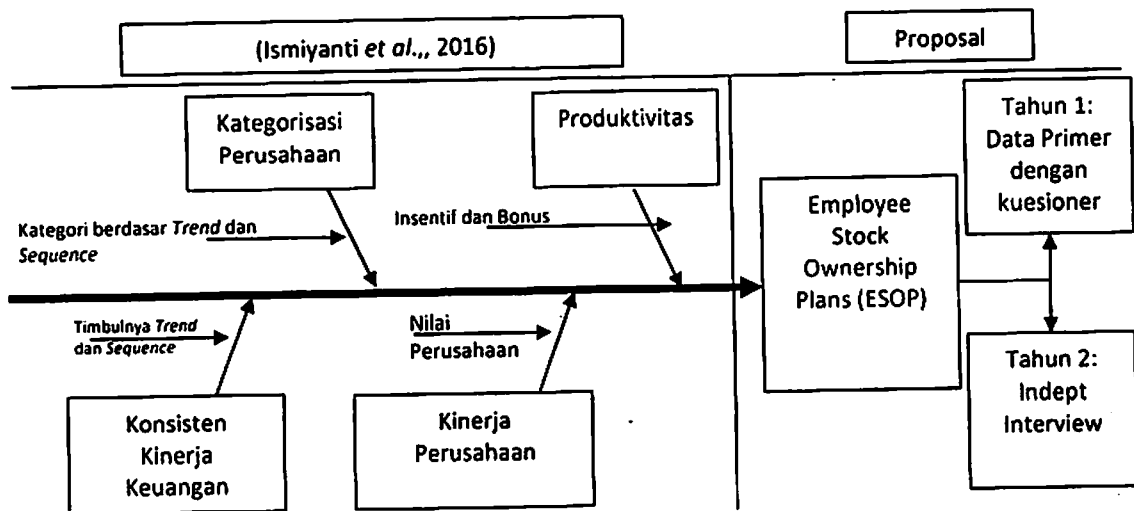 (Ismiyanti et al.,,, 2016)
Proposal
Kategorisasi
Perusahaan
Produktivitas
Tahun 1:
Data Primer
dengan
kuesioner
Kategori berdasar Trend dan
Sequence
Insentif dan Bonus
Employee
Stock
Ownership
Plans (ESOP)
Timbulnya Trend
dan Sequence
Nilai
Perusahaan
Konsisten
Kinerja
Keuangan
Kinerja
Perusahaan
Tahun 2:
Indept
Interview